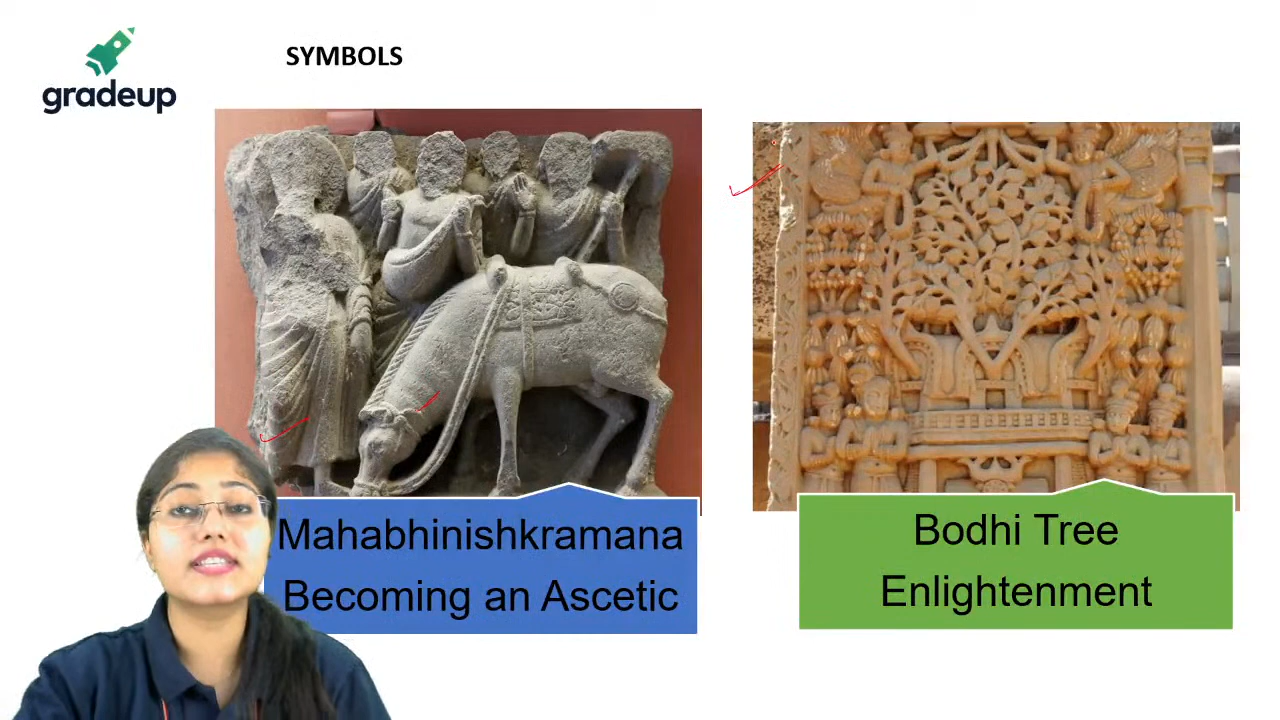 gradeup
SYMBOLS
Mahabhinishkramana
Becoming an Ascetic
Bodhi Tree
Enlightenment